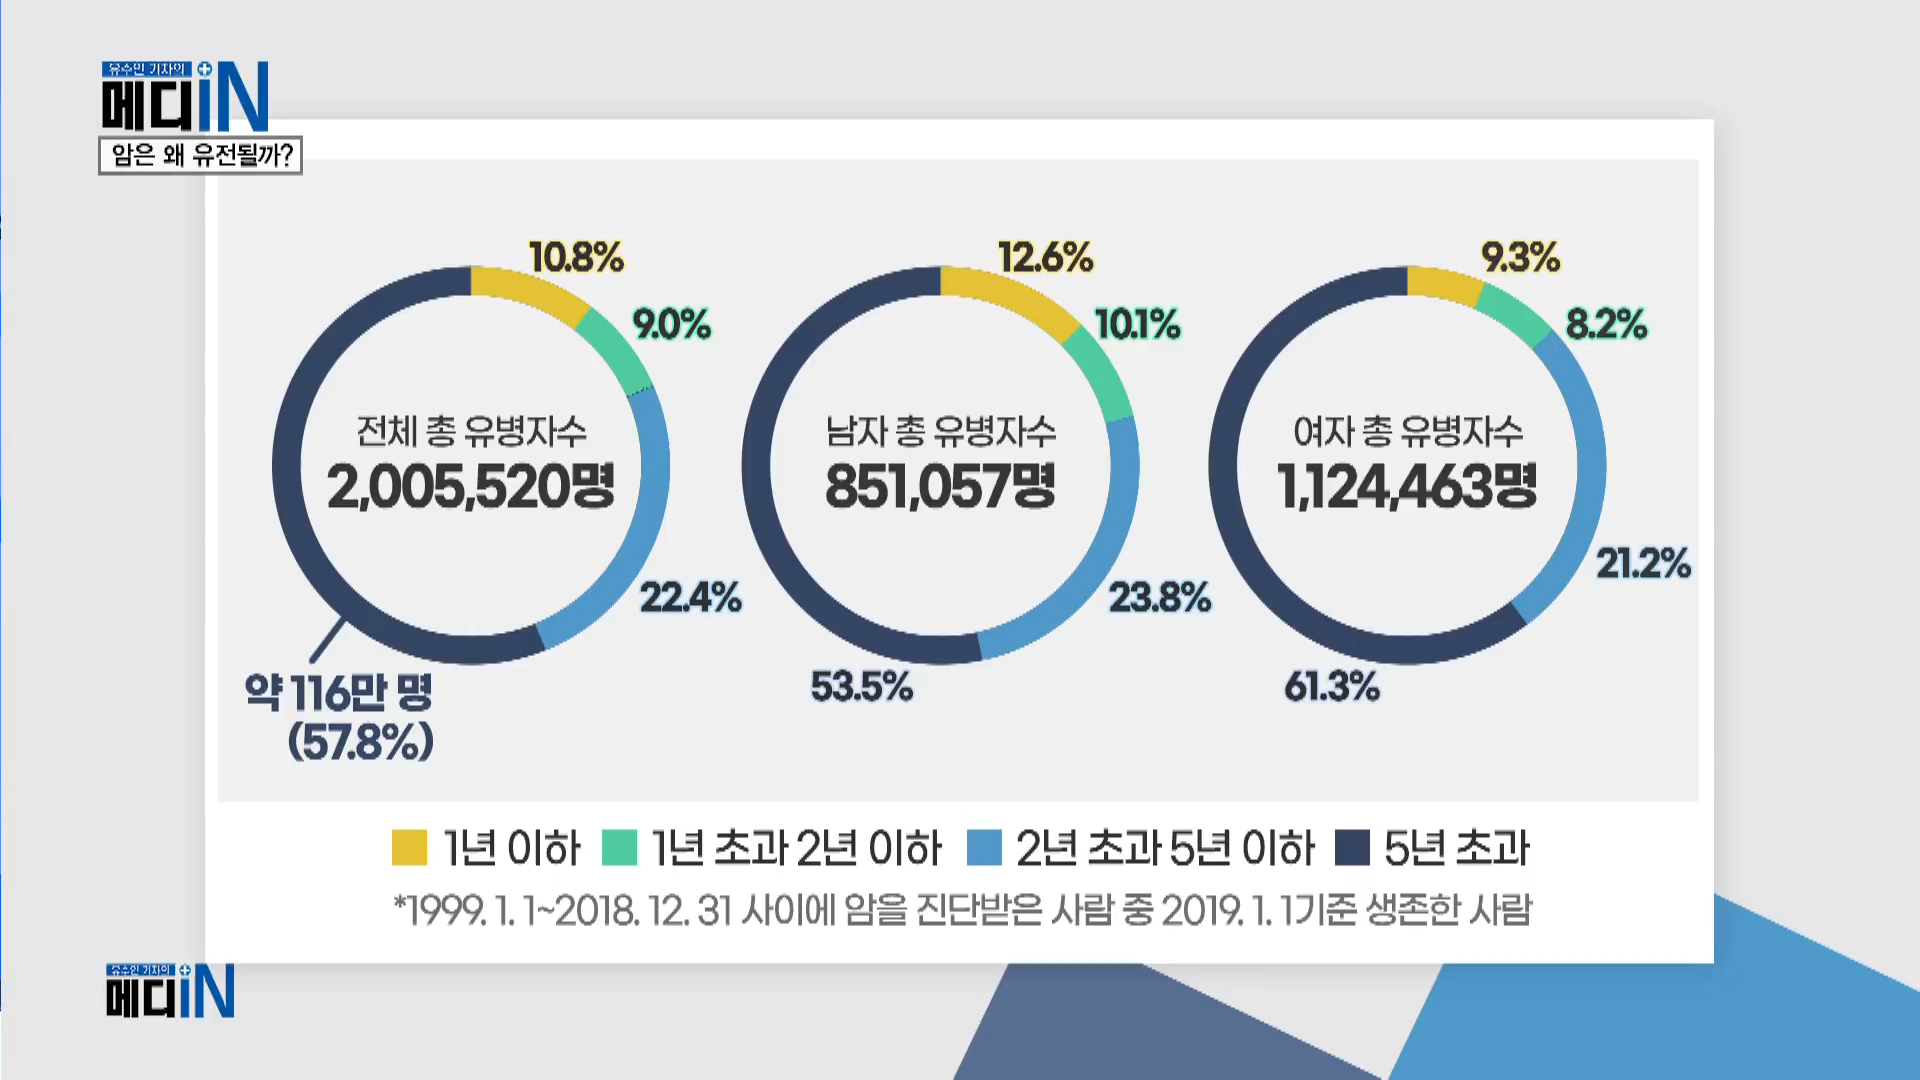 유수인 기자의
메디iN
암은 왜 유전될까?
10.8%
9.0%
22.4%
전체 총 유병자수
2,005,520명
약 116만 명
(57.8%)
12.6%
10.1%
23.8%
53.5%
남자 총 유병자수
851,057명
9.3%
8.2%
21.2%
61.3%
여자 총 유병자수
1,124,463명
1년 이하 1년 초과 2년 이하 2년 초과 5년 이하 5년 초과
*1999. 1. 1~2018. 12. 31 사이에 암을 진단받은 사람 중 2019. 1. 1기준 생존한 사람
유수인 기자의
메디iN